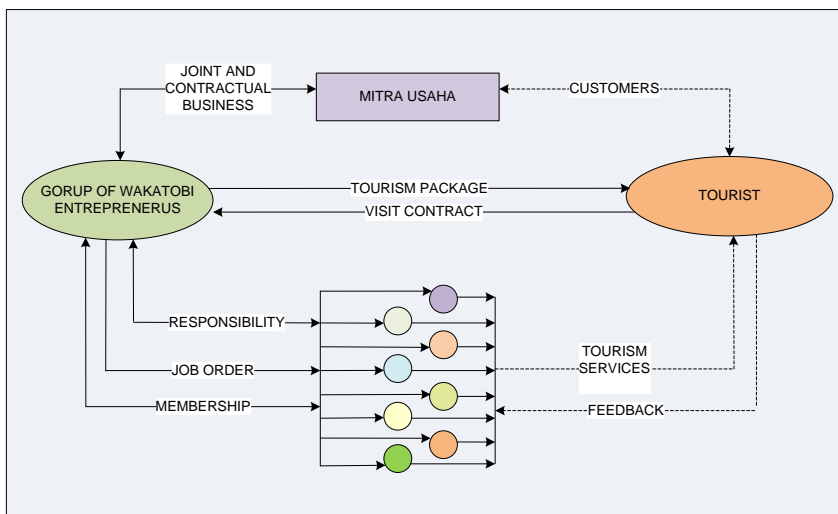 JOINT AND
CONTRACTUAL
BUSINESS
MITRA USAHA
CUSTOMERS
GORUP OF WAKATOBI
ENTREPRENERUS
TOURISM PACKAGE
VISIT CONTRACT
TOURIST
RESPONSIBILITY
JOB ORDER
MEMBERSHIP
TOURISM
SERVICES
FEEDBACK